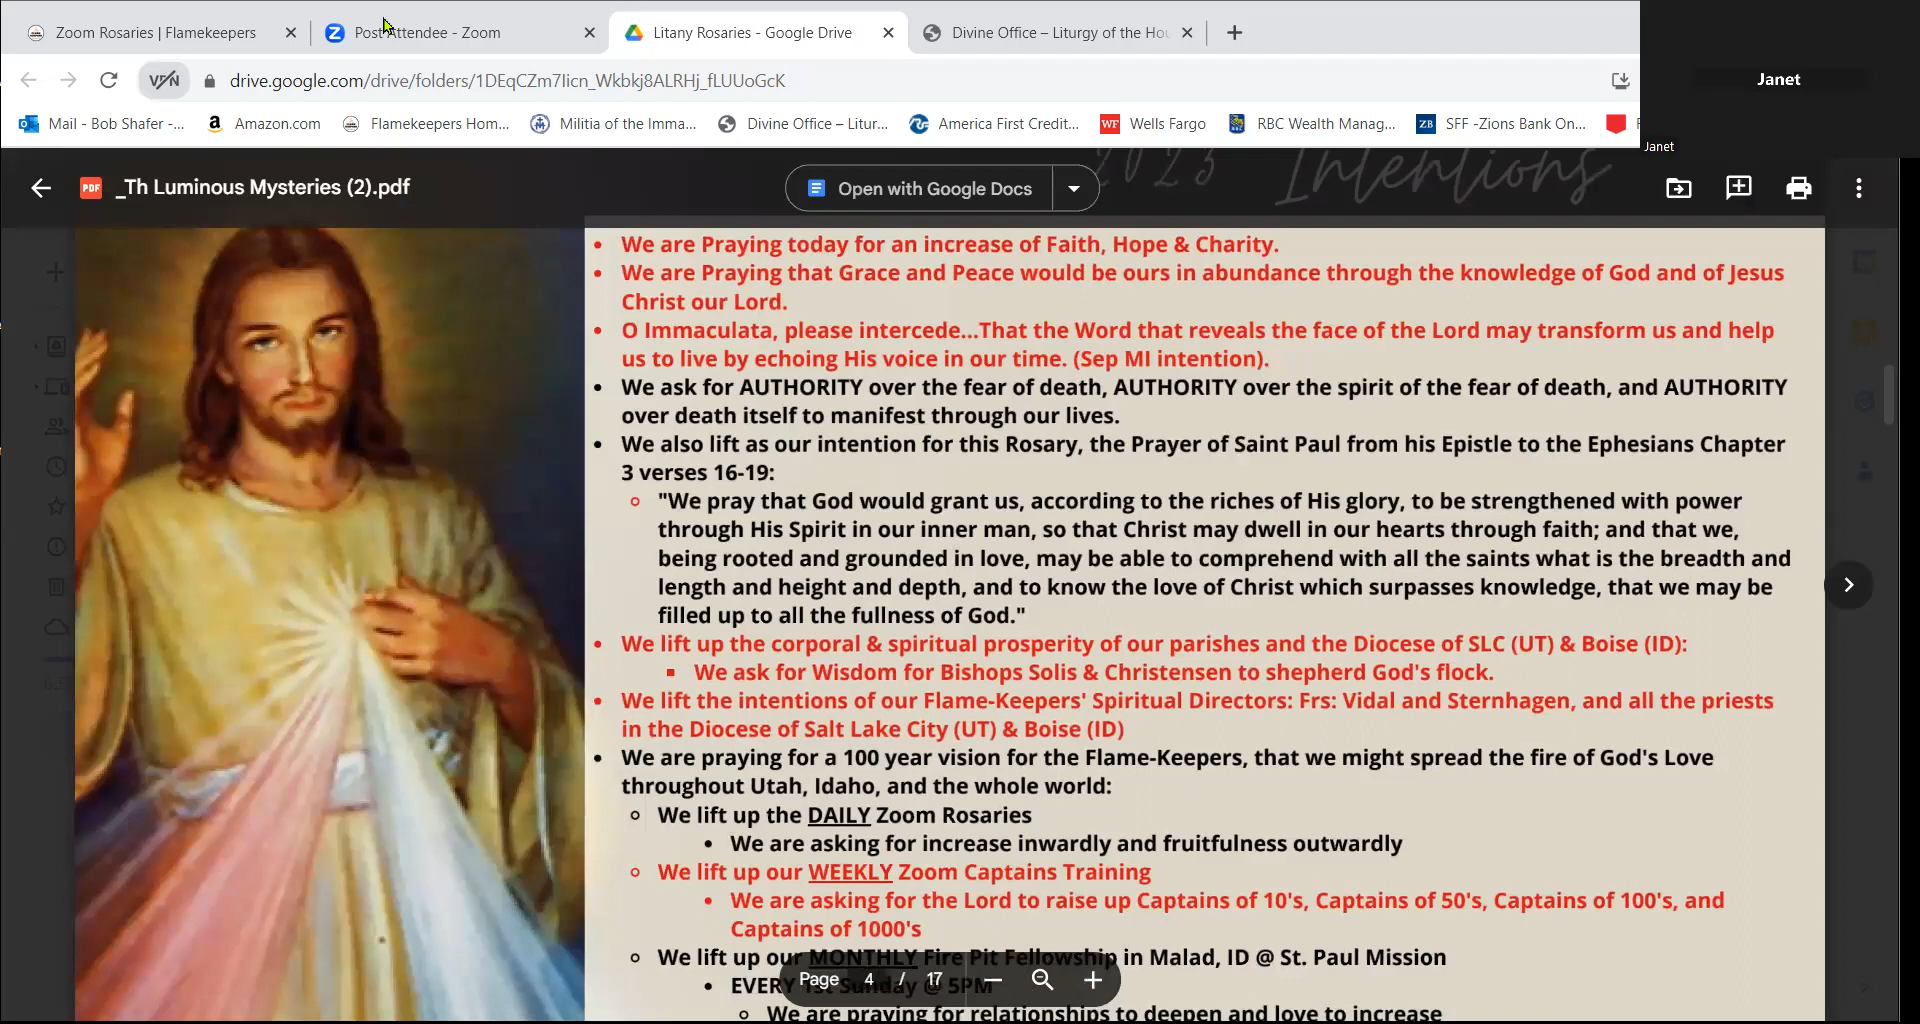 Zoom Rosaries | Flamekeepers
Post Attendee - Zoom
Litany Rosaries - Google Drive
Divine Office – Liturgy of the Hou
Janet
VPN
drive.google.com/drive/folders/1DEqCZm7Iicn_Wkbkj8ALRHj_fLUUoGcK
Mail - Bob Shafer -...
Amazon.com
Flamekeepers Hom...
Militia of the Imma...
Divine Office – Litur...
America First Credit...
WF Wells Fargo
RBC Wealth Manag...
ZB SFF -Zions Bank On...
Janet
2023 Intentions
PDF _Th Luminous Mysteries (2).pdf
Open with Google Docs
• We are Praying today for an increase of Faith, Hope & Charity.
• We are Praying that Grace and Peace would be ours in abundance through the knowledge of God and of Jesus
Christ our Lord.
• O Immaculata, please intercede...That the Word that reveals the face of the Lord may transform us and help
us to live by echoing His voice in our time. (Sep MI intention).
• We ask for AUTHORITY over the fear of death, AUTHORITY over the spirit of the fear of death, and AUTHORITY
over death itself to manifest through our lives.
• We also lift as our intention for this Rosary, the Prayer of Saint Paul from his Epistle to the Ephesians Chapter
3 verses 16-19:
"We pray that God would grant us, according to the riches of His glory, to be strengthened with power
through His Spirit in our inner man, so that Christ may dwell in our hearts through faith; and that we,
being rooted and grounded in love, may be able to comprehend with all the saints what is the breadth and
length and height and depth, and to know the love of Christ which surpasses knowledge, that we may be
filled up to all the fullness of God."
• We lift up the corporal & spiritual prosperity of our parishes and the Diocese of SLC (UT) & Boise (ID):
▪ We ask for Wisdom for Bishops Solis & Christensen to shepherd God's flock.
• We lift the intentions of our Flame-Keepers' Spiritual Directors: Frs: Vidal and Sternhagen, and all the priests
in the Diocese of Salt Lake City (UT) & Boise (ID)
• We are praying for a 100 year vision for the Flame-Keepers, that we might spread the fire of God's Love
throughout Utah, Idaho, and the whole world:
We lift up the DAILY Zoom Rosaries
• We are asking for increase inwardly and fruitfulness outwardly
We lift up our WEEKLY Zoom Captains Training
• We are asking for the Lord to raise up Captains of 10's, Captains of 50's, Captains of 100's, and
Captains of 1000's
We lift up our MONTHLY Fire Pit Fellowship in Malad, ID @ St. Paul Mission
Page 4 / 17
• EVERY 1st Sunday @ 5PM
We are praying for relationships to deepen and love to increase